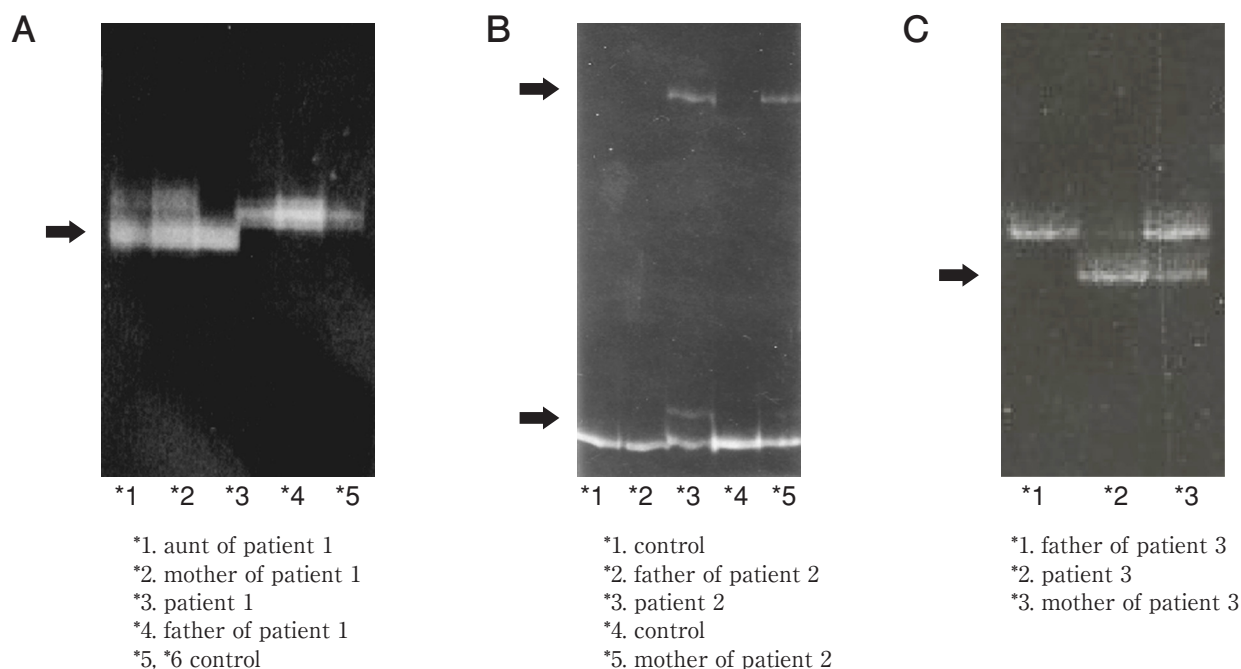 A
B
C
*1 *2 *3 *4 *5
*1 *2 *3 *4 *5
*1 *2 *3
*1. aunt of patient 1
*2. mother of patient 1
*3. patient 1
*4. father of patient 1
*5, *6 control
*1. control
*2. father of patient 2
*3. patient 2
*4. control
*5. mother of patient 2
*1. father of patient 3
*2. patient 3
*3. mother of patient 3